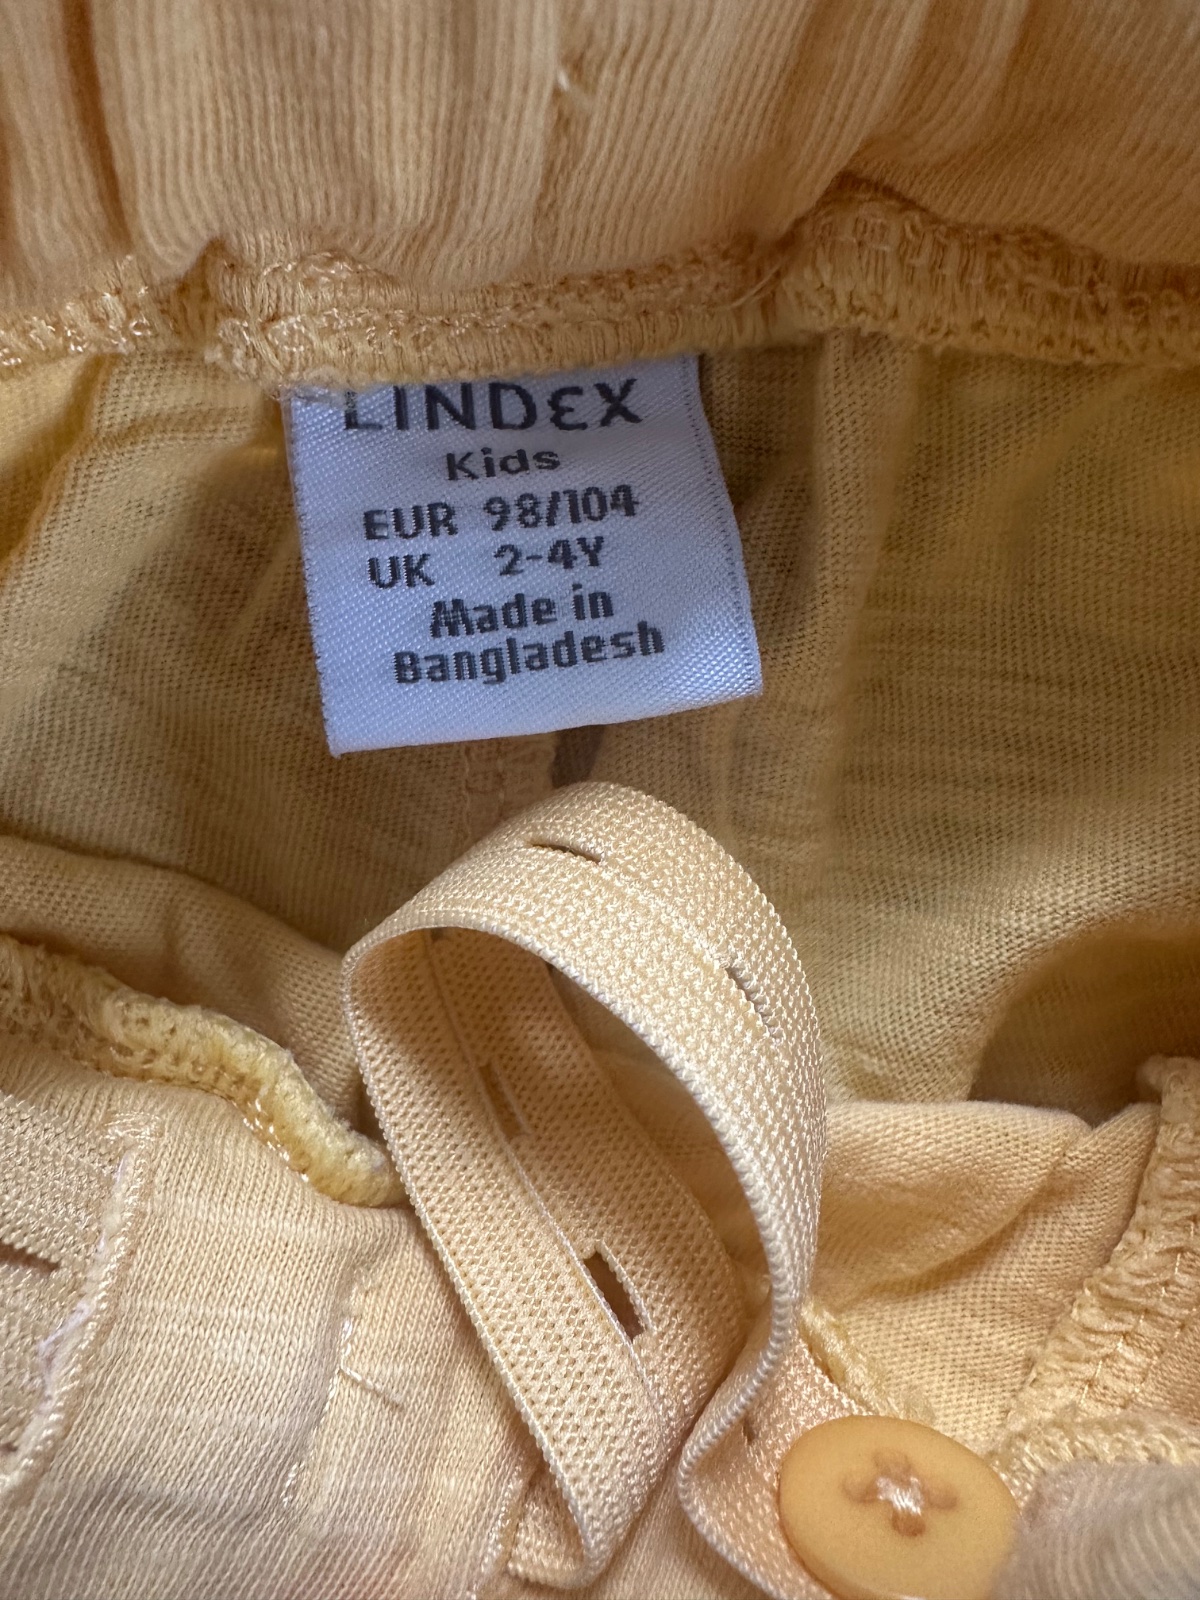 LINDEX
Kids
EUR 98/104
UK 2-4Y
Made in
Bangladesh